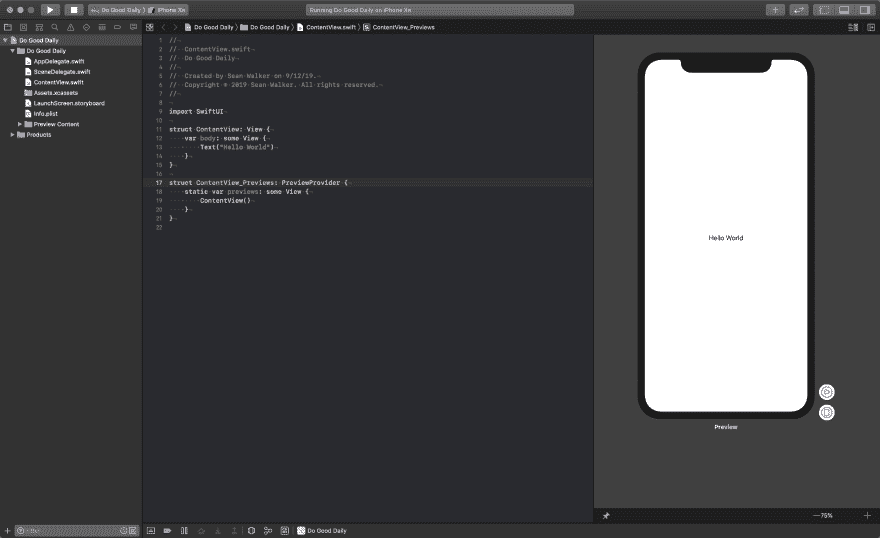 Do Good Daily
Running Do Good Daily on iPhone Xʀ
Do Good Daily
Do Good Daily
AppDelegate.swift
SceneDelegate.swift
ContentView.swift
Assets.xcassets
LaunchScreen.storyboard
Info.plist
Preview Content
Products
Do Good Daily 〉 Do Good Daily 〉 ContentView.swift 〉 ContentView_Previews
1 //
2 // ContentView.swift
3 // Do Good Daily
4 //
5 // Created by Sean Walker on 9/12/19.
6 // Copyright © 2019 Sean Walker. All rights reserved.
7 //
8
9 import SwiftUI
10
11 struct ContentView: View {
12 var body: some View {
13 Text("Hello World")
14 }
15 }
16
17 struct ContentView_Previews: PreviewProvider {
18 static var previews: some View {
19 ContentView()
20 }
21 }
22
Hello World
Preview
75%
Do Good Daily